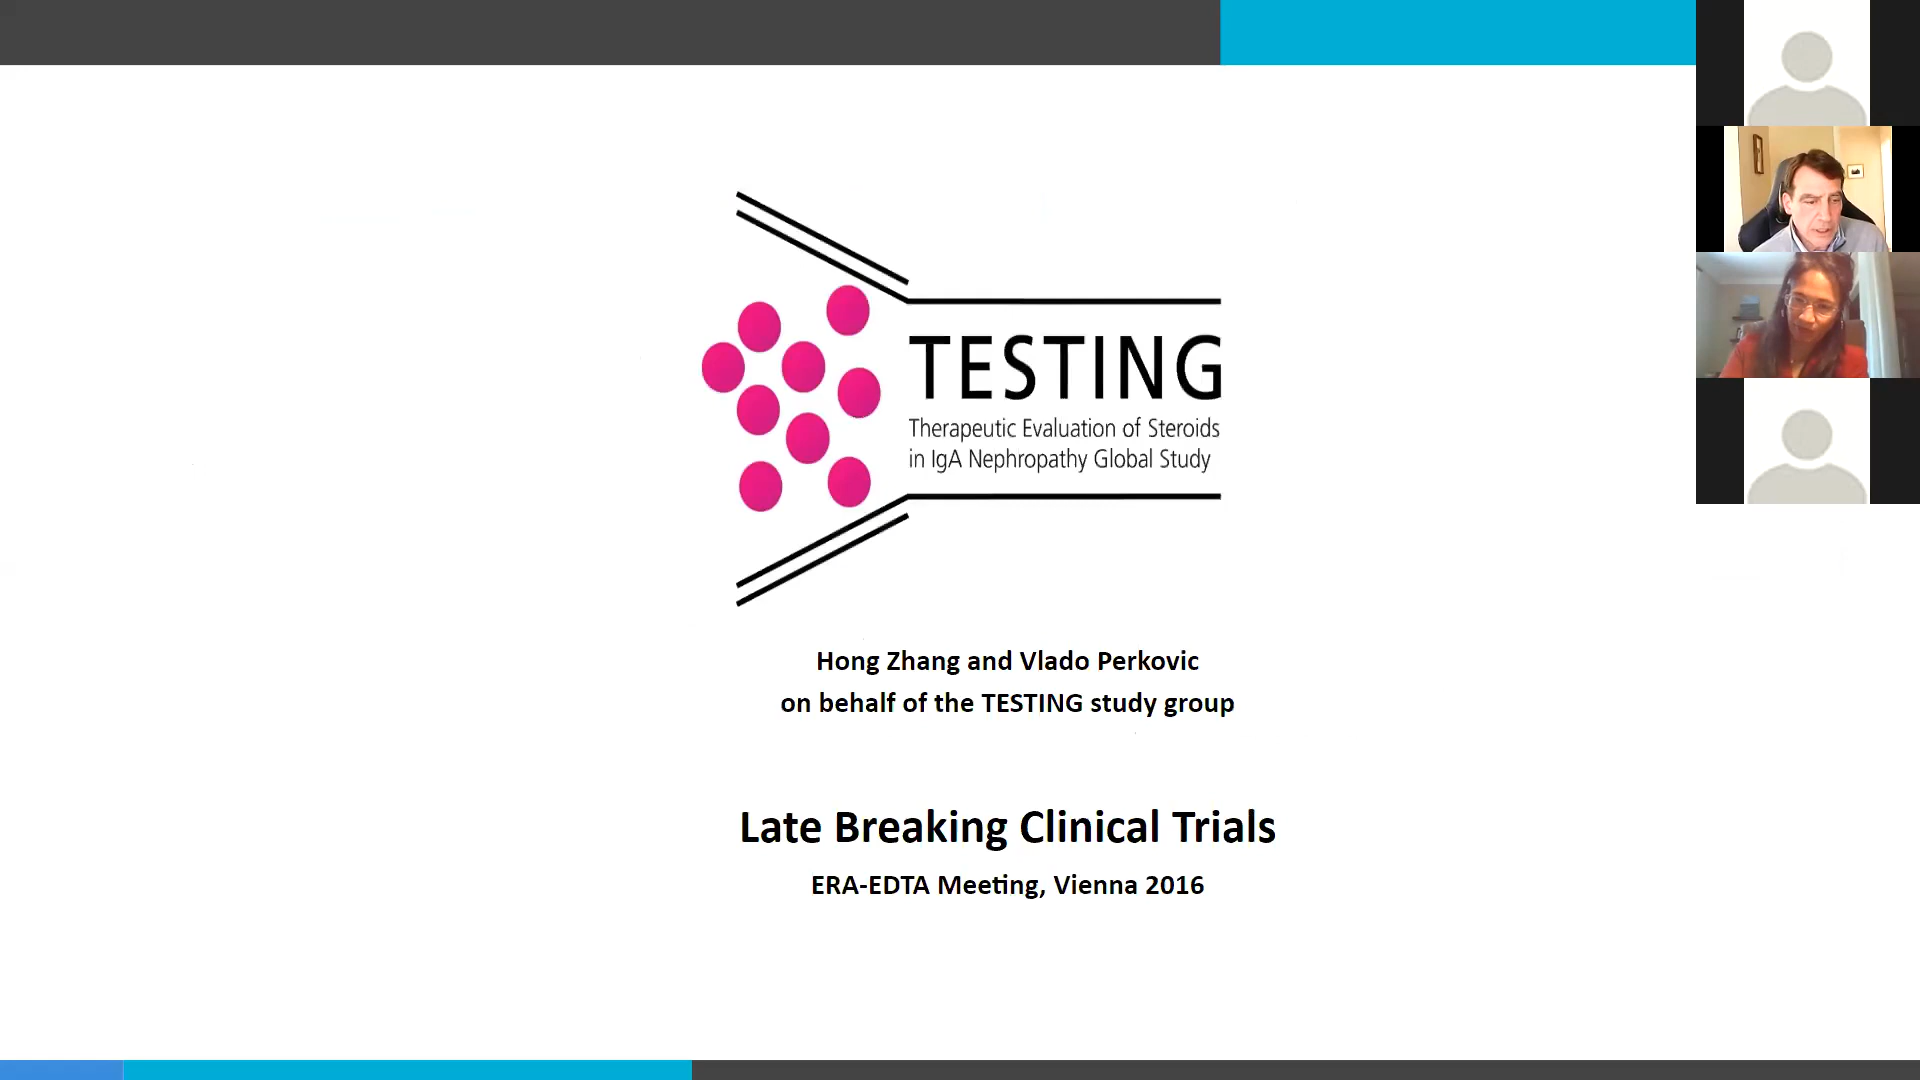 TESTING
Therapeutic Evaluation of Steroids
in IgA Nephropathy Global Study
Hong Zhang and Vlado Perkovic
on behalf of the TESTING study group
Late Breaking Clinical Trials
ERA-EDTA Meeting, Vienna 2016